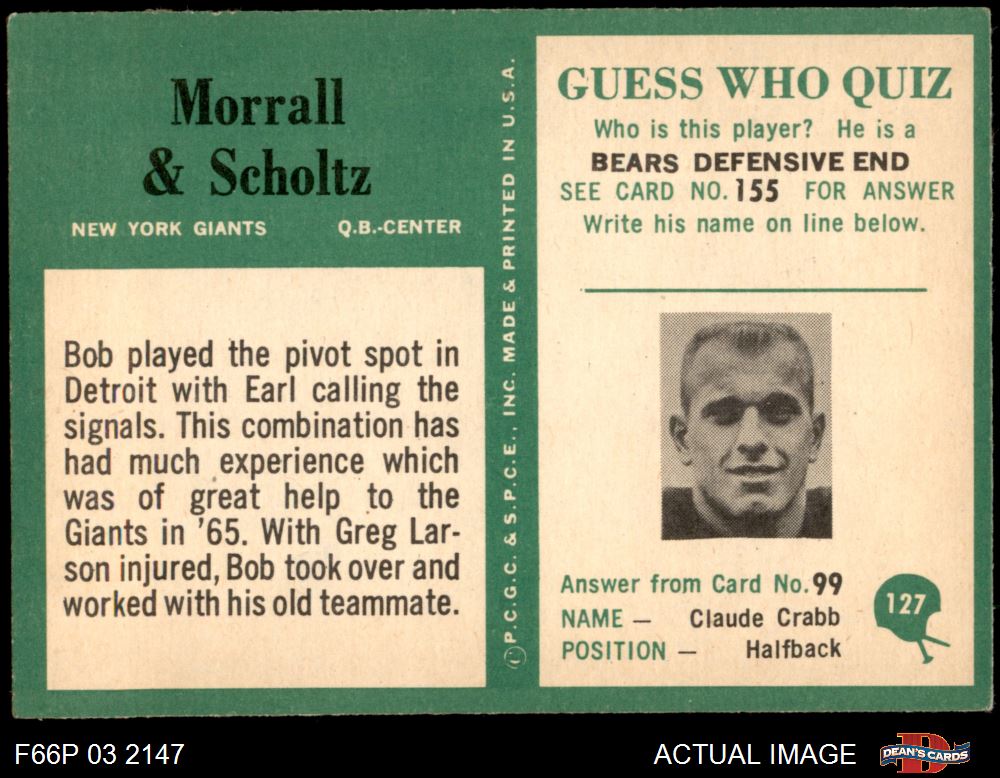 Morrall
& Scholtz
NEW YORK GIANTS Q.B.-CENTER
Bob played the pivot spot in
Detroit with Earl calling the
signals. This combination has
had much experience which
was of great help to the
Giants in ’65. With Greg Lar-
son injured, Bob took over and
worked with his old teammate.
© P.C.G.C. & S.P.C.E., INC. MADE & PRINTED IN U.S.A.
GUESS WHO QUIZ
Who is this player? He is a
BEARS DEFENSIVE END
SEE CARD NO. 155 FOR ANSWER
Write his name on line below.
Answer from Card No. 99
NAME — Claude Crabb
POSITION — Halfback
127
F66P 03 2147
ACTUAL IMAGE
D
DEAN'S CARDS